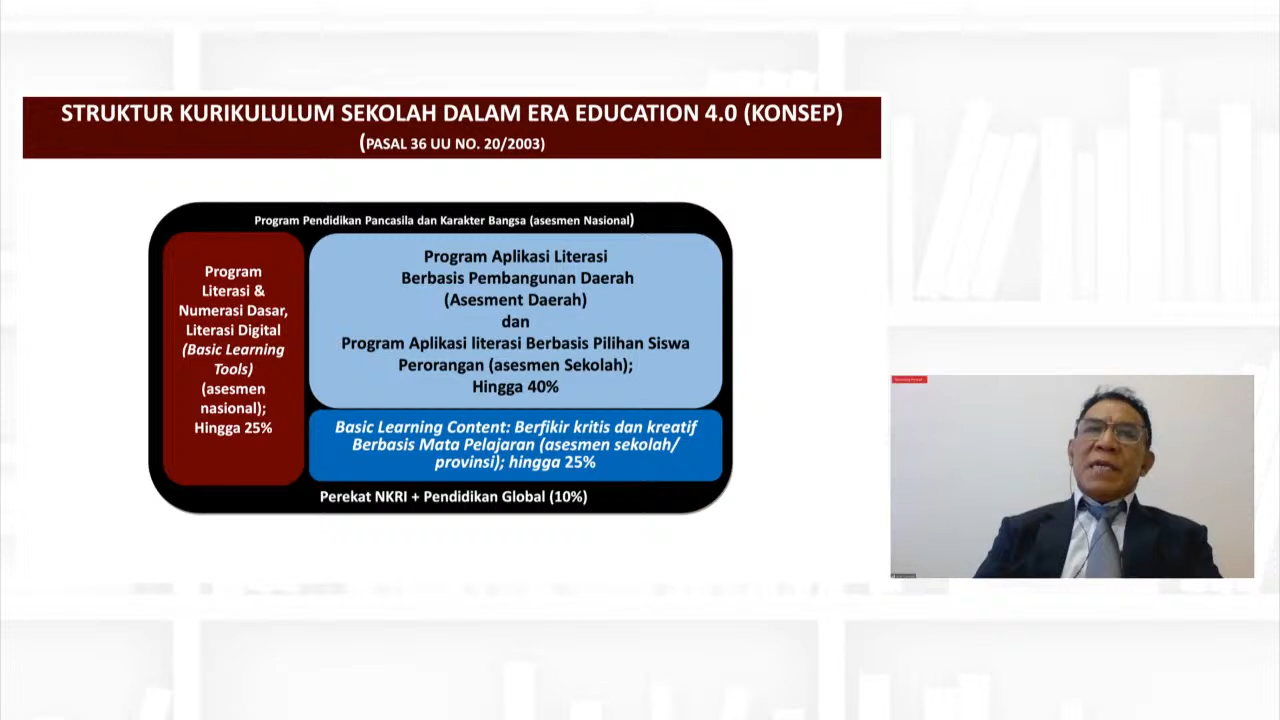 STRUKTUR KURIKULULUM SEKOLAH DALAM ERA EDUCATION 4.0 (KONSEP)
(PASAL 36 UU NO. 20/2003)
Program Pendidikan Pancasila dan Karakter Bangsa (asesmen Nasional)
Program
Literasi &
Numerasi Dasar,
Literasi Digital
(Basic Learning
Tools)
(asesmen
nasional);
Hingga 25%
Program Aplikasi Literasi
Berbasis Pembangunan Daerah
(Asesment Daerah)
dan
Program Aplikasi literasi Berbasis Pilihan Siswa
Perorangan (asesmen Sekolah);
Hingga 40%
Basic Learning Content: Berfikir kritis dan kreatif
Berbasis Mata Pelajaran (asesmen sekolah/
provinsi); hingga 25%
Perekat NKRI + Pendidikan Global (10%)